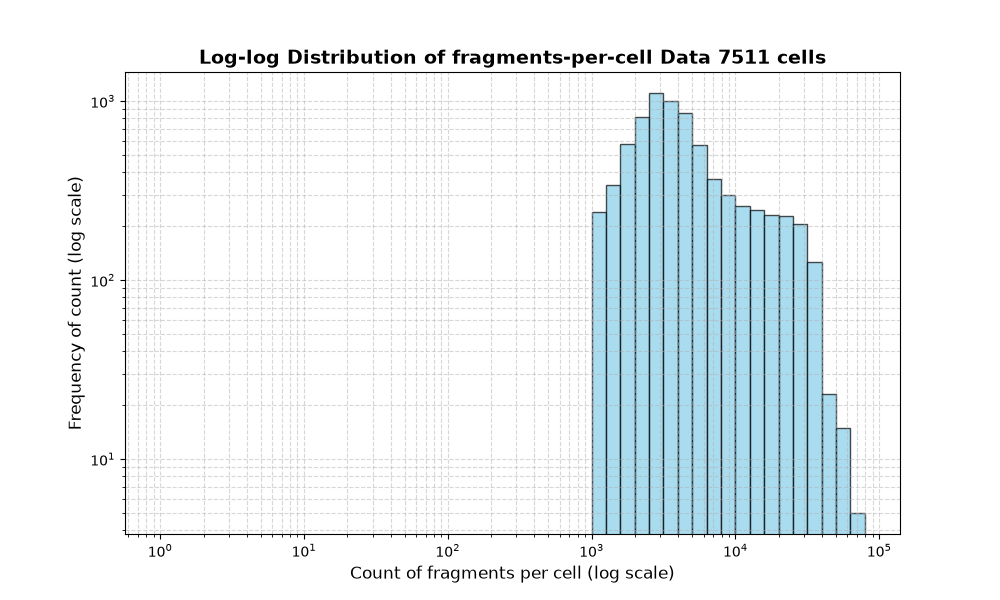 Log-log Distribution of fragments-per-cell Data 7511 cells
Frequency of count (log scale)
10³
10²
10¹
10⁰ 10¹ 10² 10³ 10⁴ 10⁵
Count of fragments per cell (log scale)